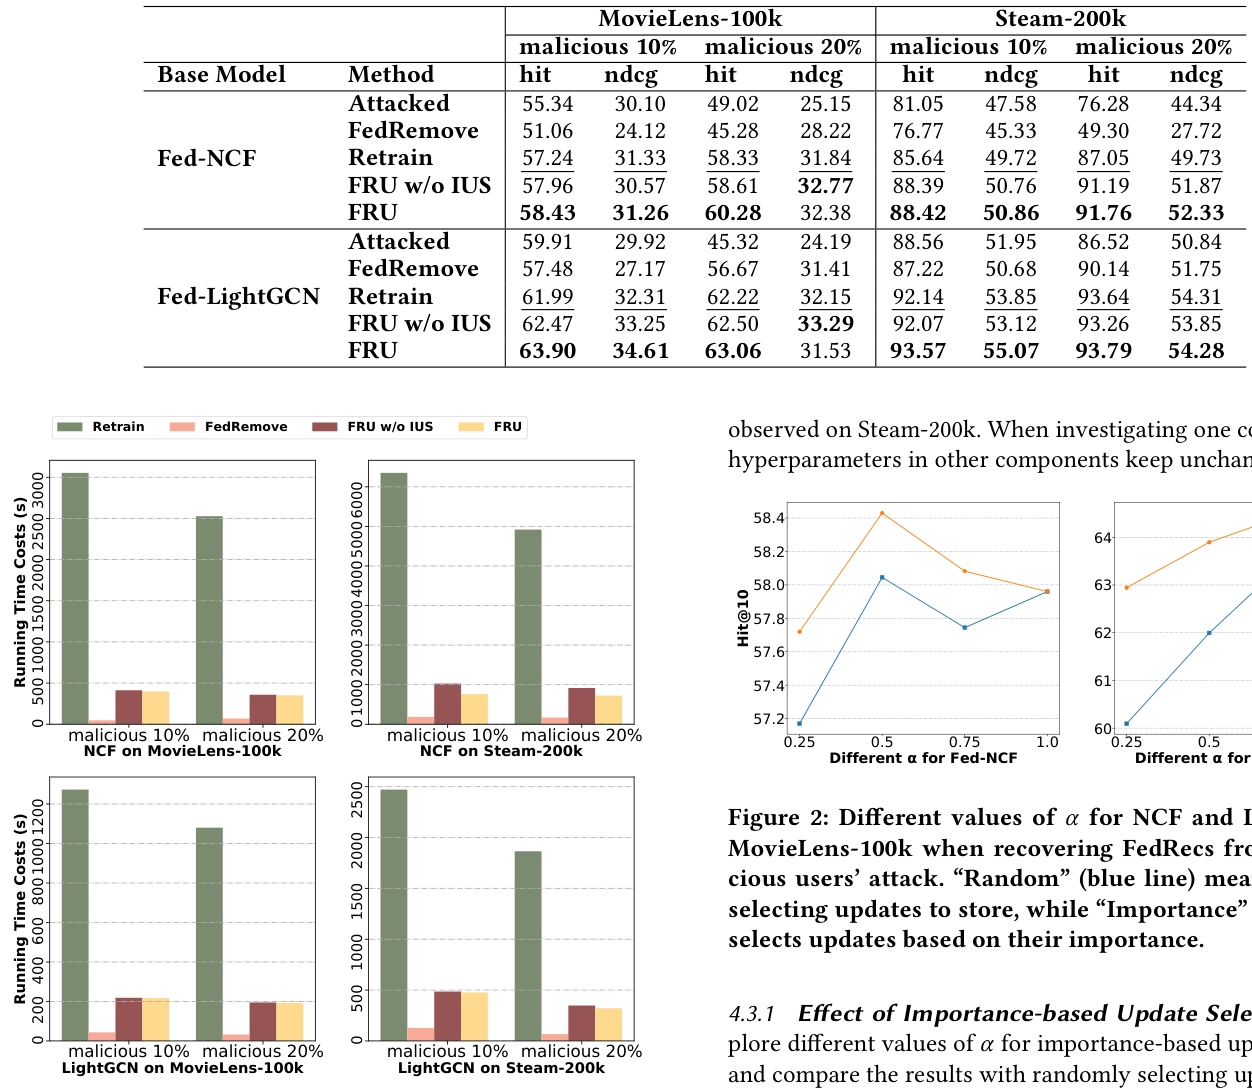 MovieLens-100k Steam-200k
malicious 10% malicious 20% malicious 10% malicious 20%
Base Model Method hit ndcg hit ndcg hit ndcg hit ndcg
Attacked 55.34 30.10 49.02 25.15 81.05 47.58 76.28 44.34
FedRemove 51.06 24.12 45.28 28.22 76.77 45.33 49.30 27.72
Fed-NCF Retrain 57.24 31.33 58.33 31.84 85.64 49.72 87.05 49.73
FRU w/o IUS 57.96 30.57 58.61 32.77 88.39 50.76 91.19 51.87
FRU 58.43 31.26 60.28 32.38 88.42 50.86 91.76 52.33
Attacked 59.91 29.92 45.32 24.19 88.56 51.95 86.52 50.84
FedRemove 57.48 27.17 56.67 31.41 87.22 50.68 90.14 51.75
Fed-LightGCN Retrain 61.99 32.31 62.22 32.15 92.14 53.85 93.64 54.31
FRU w/o IUS 62.47 33.25 62.50 33.29 92.07 53.12 93.26 53.85
FRU 63.90 34.61 63.06 31.53 93.57 55.07 93.79 54.28
Retrain FedRemove FRU w/o IUS FRU
Running Time Costs (s)
3000
2500
2000
1500
1000
500
0
malicious 10% malicious 20%
NCF on MovieLens-100k
6000
5000
4000
3000
2000
1000
0
malicious 10% malicious 20%
NCF on Steam-200k
Running Time Costs (s)
1200
1000
800
600
400
200
0
malicious 10% malicious 20%
LightGCN on MovieLens-100k
2500
2000
1500
1000
500
0
malicious 10% malicious 20%
LightGCN on Steam-200k
observed on Steam-200k. When investigating one co
hyperparameters in other components keep unchan
Hit@10
58.4
58.2
58.0
57.8
57.6
57.4
57.2
0.25 0.5 0.75 1.0
Different α for Fed-NCF
64
63
62
61
60
0.25 0.5
Different α for
Figure 2: Different values of α for NCF and L
MovieLens-100k when recovering FedRecs fro
cious users’ attack. “Random” (blue line) mea
selecting updates to store, while “Importance”
selects updates based on their importance.
4.3.1 Effect of Importance-based Update Sele
plore different values of α for importance-based up
and compare the results with randomly selecting up